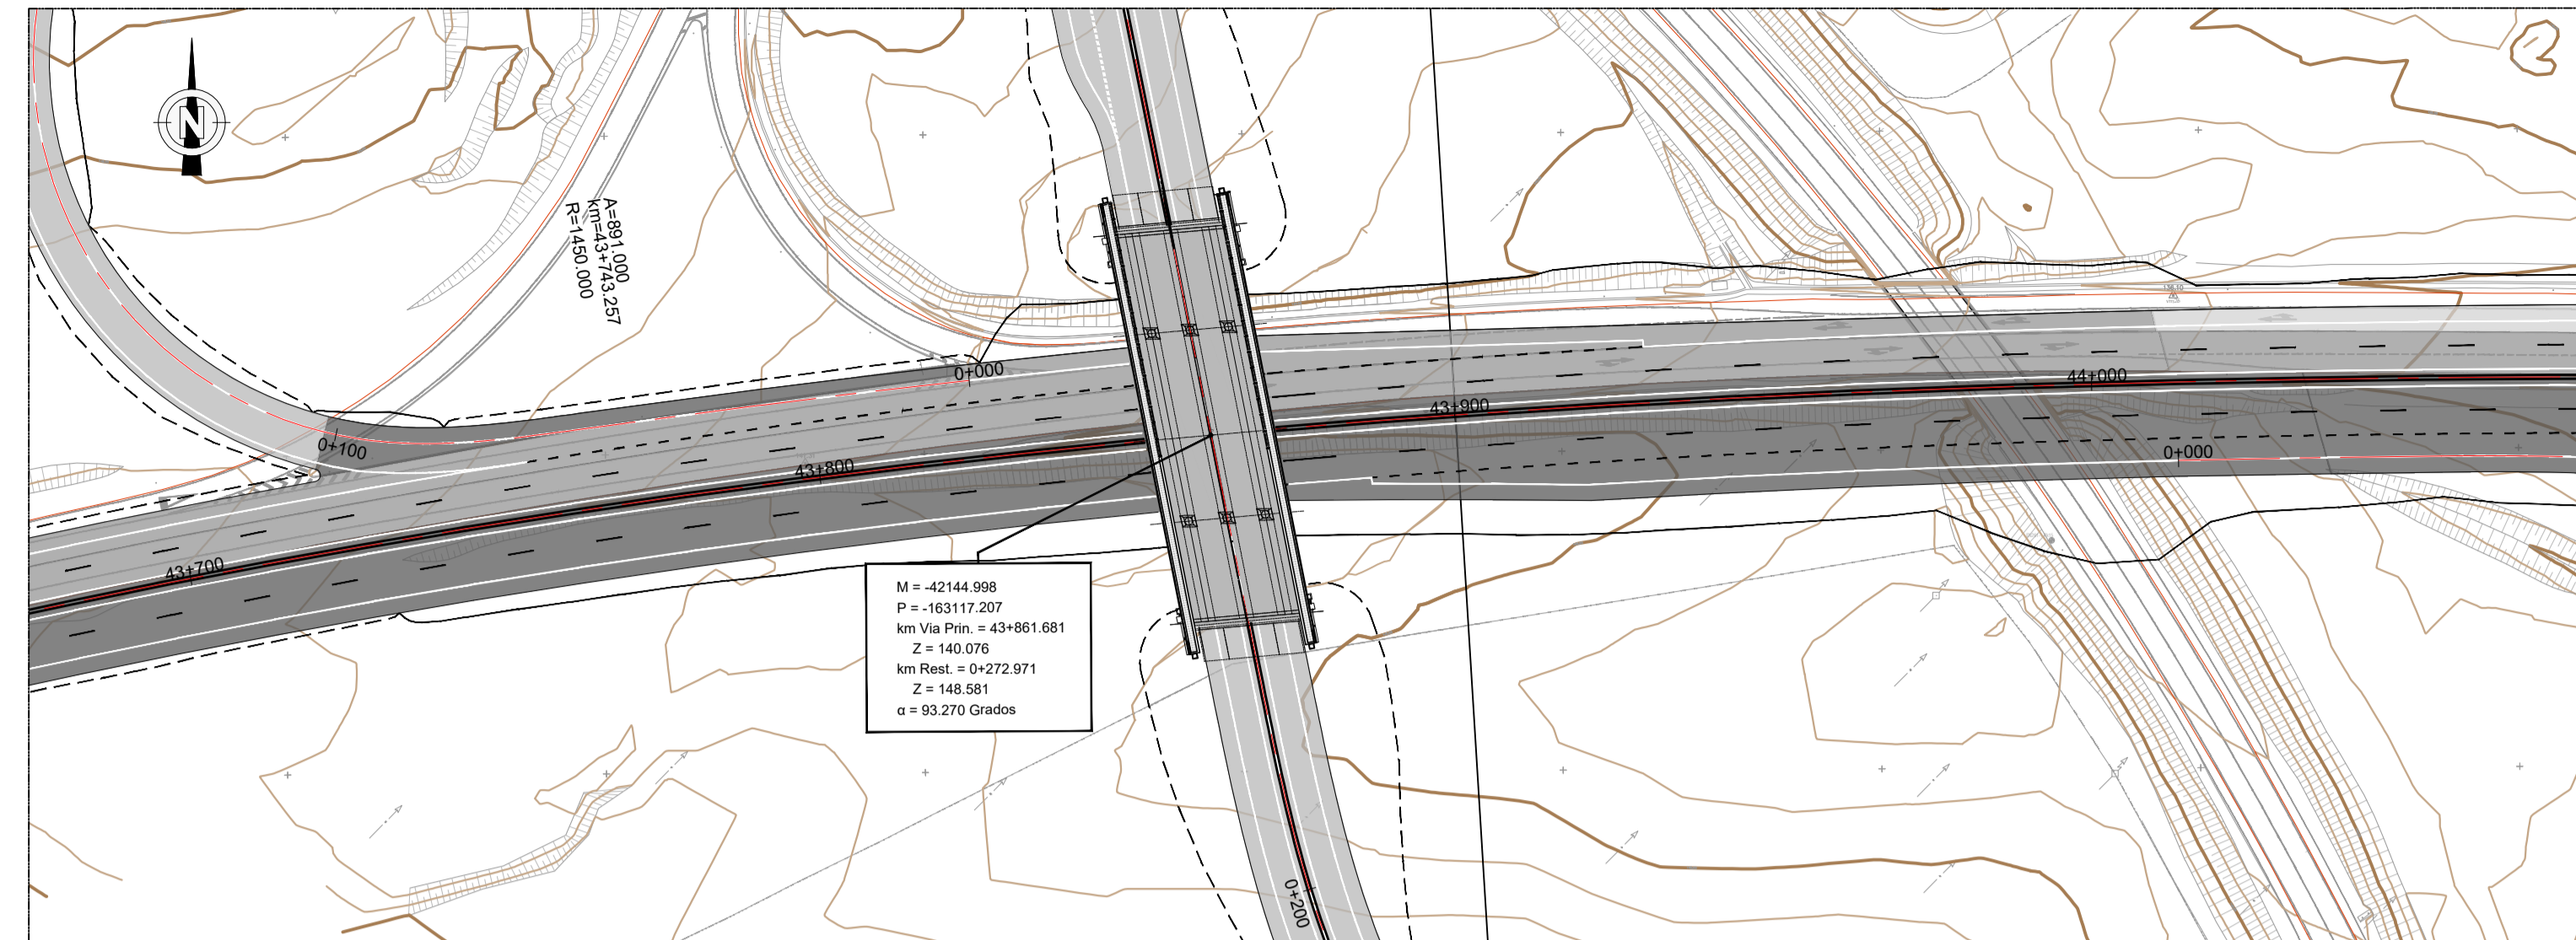 N
A=891.000
km=43+743.257
R=1450.000
0+000
44+000
43+900
0+100
0+000
43+800
43+700
M = -42144.998
P = -163117.207
km Via Prin. = 43+861.681
Z = 140.076
km Rest. = 0+272.971
Z = 148.581
α = 93.270 Grados
0+200